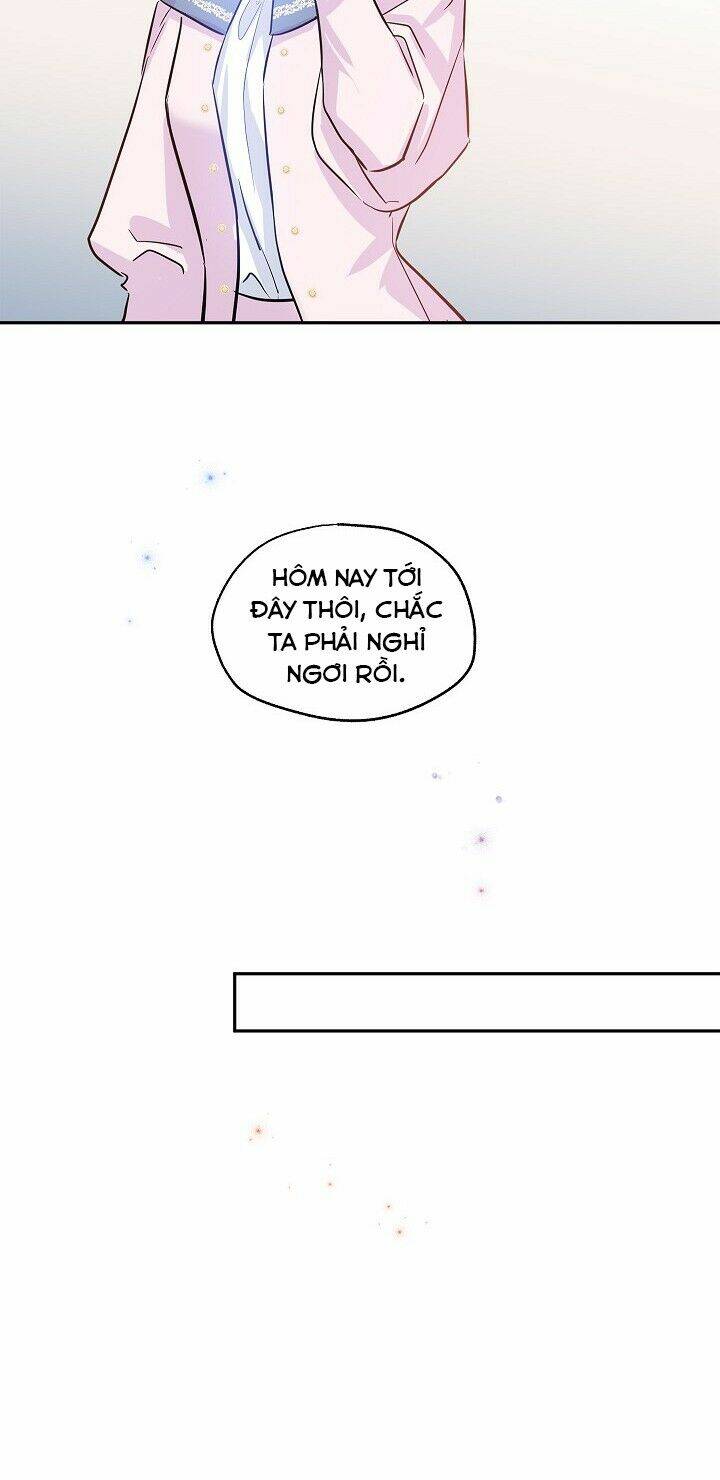 HÔM NAY TỚI
ĐÂY THÔI, CHẮC
TA PHẢI NGHỈ
NGƠI RỒI.